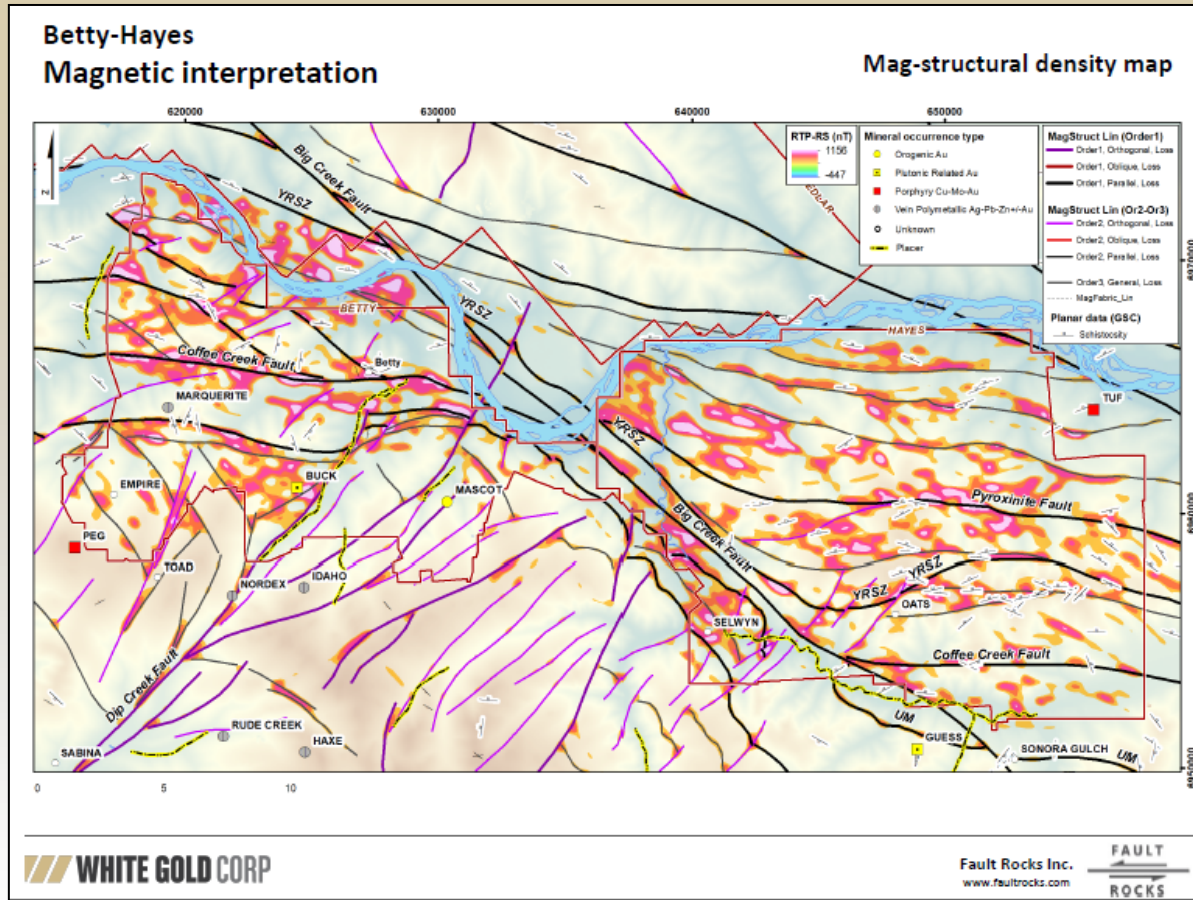 Betty-Hayes
Magnetic interpretation
Mag-structural density map
620000
630000
640000
650000
RTP-RS (nT)
1156
-447
Mineral occurrence type
Orogenic Au
Plutonic Related Au
Porphyry Cu-Mo-Au
Vein Polymetallic Ag-Pb-Zn+/-Au
Unknown
Placer
MagStruct Lin (Order1)
Order1, Orthogonal, Loss
Order1, Oblique, Loss
Order1, Parallel, Loss
MagStruct Lin (Or2-Or3)
Order2, Orthogonal, Loss
Order2, Oblique, Loss
Order2, Parallel, Loss
Order3, General, Loss
MagFabric_Lin
Planar data (GSC)
Schistocity
N
Big Creek Fault
YRSZ
6970000
BETTY
YRSZ
HAYES
Coffee Creek Fault
Betty
MARQUERITE
TUF
YRSZ
EMPIRE
BUCK
MASCOT
Pyroxinite Fault
Big Creek Fault
PEG
TOAD
NORDEX
IDAHO
YRSZ
YRSZ
OATS
SELWYN
Coffee Creek Fault
Dip Creek Fault
UM
RUDE CREEK
HAXE
GUESS
SABINA
SONORA GULCH
UM
0
5
10
WHITE GOLD CORP
Fault Rocks Inc.
www.faultrocks.com
FAULT
ROCKS